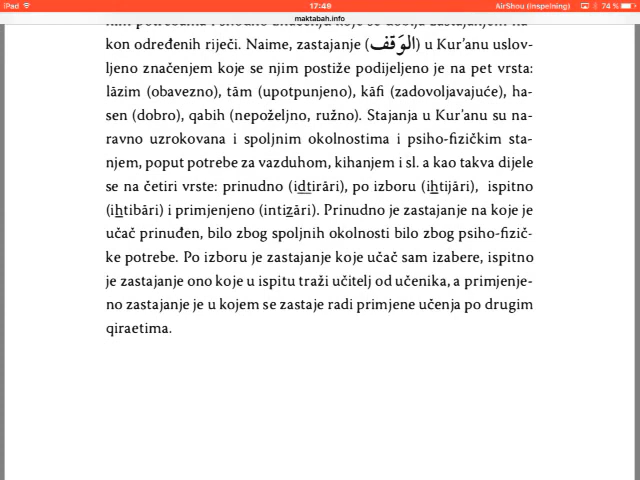 iPad 17:49 AirShou (Inspelning) 74 %
maktabah.info
kon određenih riječi. Naime, zastajanje (الوَقف) u Kur’anu uslov-
ljeno značenjem koje se njim postiže podijeljeno je na pet vrsta:
lāzim (obavezno), tām (upotpunjeno), kāfi (zadovoljavajuće), ha-
sen (dobro), qabih (nepoželjno, ružno). Stajanja u Kur’anu su na-
ravno uzrokovana i spoljnim okolnostima i psiho-fizičkim sta-
njem, poput potrebe za vazduhom, kihanjem i sl. a kao takva dijele
se na četiri vrste: prinudno (idtirāri), po izboru (ihtijāri), ispitno
(ihtibāri) i primjenjeno (intizāri). Prinudno je zastajanje na koje je
učač prinuđen, bilo zbog spoljnih okolnosti bilo zbog psiho-fizič-
ke potrebe. Po izboru je zastajanje koje učač sam izabere, ispitno
je zastajanje ono koje u ispitu traži učitelj od učenika, a primjenje-
no zastajanje je u kojem se zastaje radi primjene učenja po drugim
qiraetima.